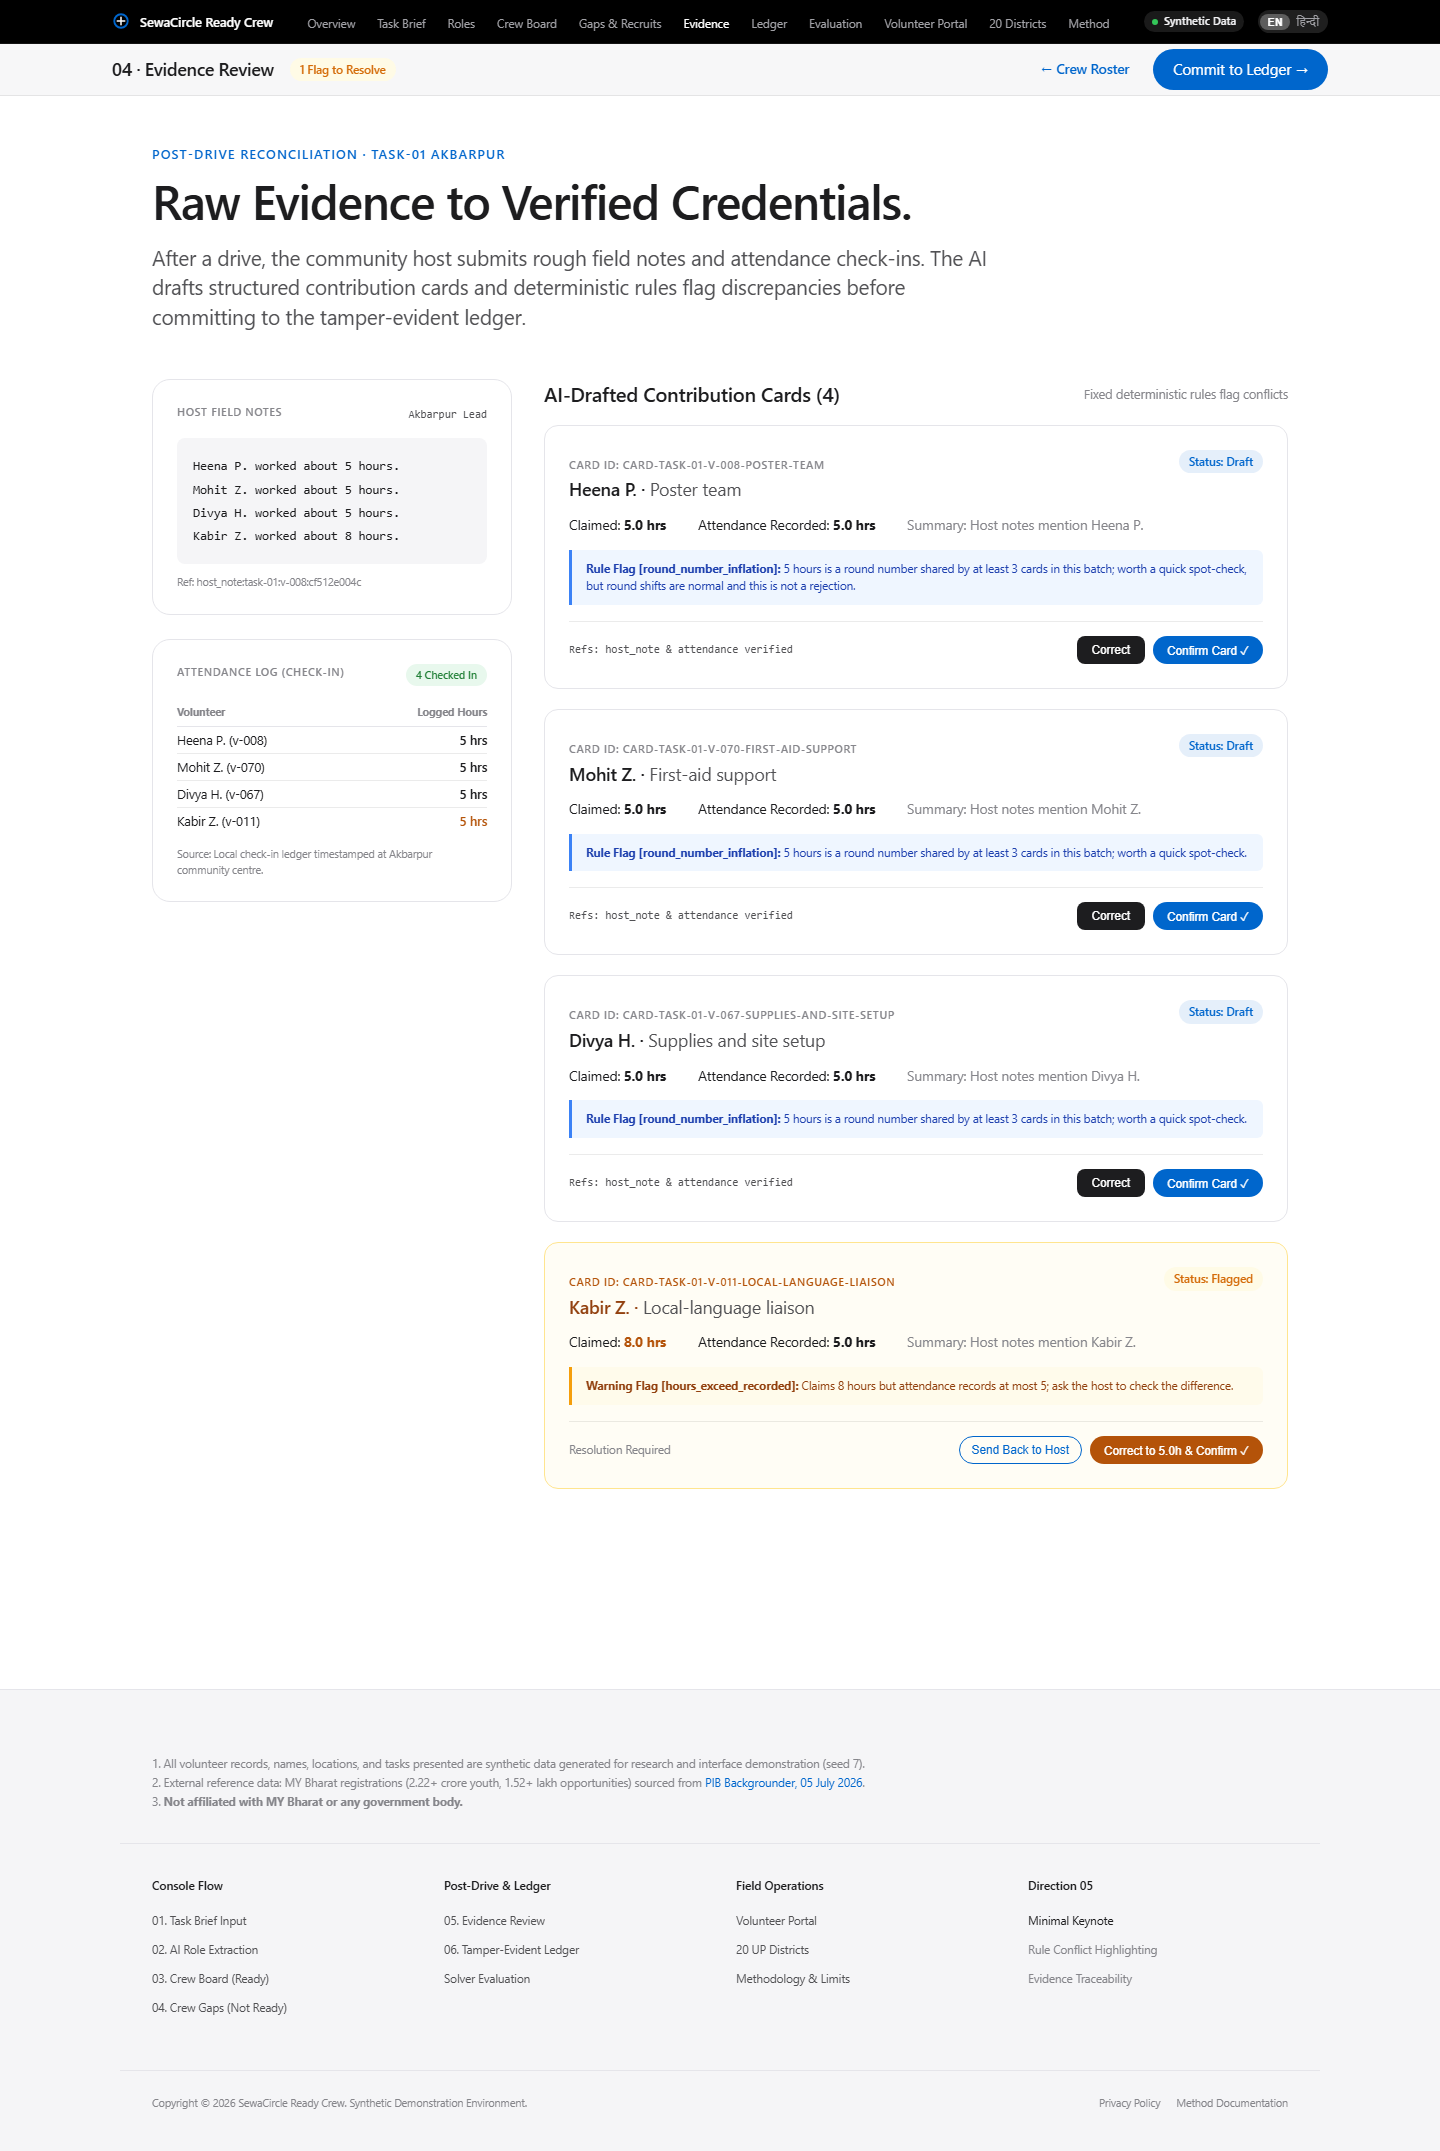 SewaCircle Ready Crew
Overview
Task Brief
Roles
Crew Board
Gaps & Recruits
Evidence
Ledger
Evaluation
Volunteer Portal
20 Districts
Method
Synthetic Data
EN
हिन्दी
04 · Evidence Review
1 Flag to Resolve
← Crew Roster
Commit to Ledger →
POST-DRIVE RECONCILIATION · TASK-01 AKBARPUR
Raw Evidence to Verified Credentials.
After a drive, the community host submits rough field notes and attendance check-ins. The AI
drafts structured contribution cards and deterministic rules flag discrepancies before
committing to the tamper-evident ledger.
HOST FIELD NOTES
Akbarpur Lead
Heena P. worked about 5 hours.
Mohit Z. worked about 5 hours.
Divya H. worked about 5 hours.
Kabir Z. worked about 8 hours.
Ref: host_note:task-01:v-008:cf512e004c
ATTENDANCE LOG (CHECK-IN)
4 Checked In
Volunteer Logged Hours
Heena P. (v-008) 5 hrs
Mohit Z. (v-070) 5 hrs
Divya H. (v-067) 5 hrs
Kabir Z. (v-011) 5 hrs
Source: Local check-in ledger timestamped at Akbarpur
community centre.
AI-Drafted Contribution Cards (4)
Fixed deterministic rules flag conflicts
CARD ID: CARD-TASK-01-V-008-POSTER-TEAM
Status: Draft
Heena P. · Poster team
Claimed: 5.0 hrs Attendance Recorded: 5.0 hrs Summary: Host notes mention Heena P.
Rule Flag [round_number_inflation]: 5 hours is a round number shared by at least 3 cards in this batch; worth a quick spot-check,
but round shifts are normal and this is not a rejection.
Refs: host_note & attendance verified
Correct
Confirm Card ✓
CARD ID: CARD-TASK-01-V-070-FIRST-AID-SUPPORT
Status: Draft
Mohit Z. · First-aid support
Claimed: 5.0 hrs Attendance Recorded: 5.0 hrs Summary: Host notes mention Mohit Z.
Rule Flag [round_number_inflation]: 5 hours is a round number shared by at least 3 cards in this batch; worth a quick spot-check.
Refs: host_note & attendance verified
Correct
Confirm Card ✓
CARD ID: CARD-TASK-01-V-067-SUPPLIES-AND-SITE-SETUP
Status: Draft
Divya H. · Supplies and site setup
Claimed: 5.0 hrs Attendance Recorded: 5.0 hrs Summary: Host notes mention Divya H.
Rule Flag [round_number_inflation]: 5 hours is a round number shared by at least 3 cards in this batch; worth a quick spot-check.
Refs: host_note & attendance verified
Correct
Confirm Card ✓
CARD ID: CARD-TASK-01-V-011-LOCAL-LANGUAGE-LIAISON
Status: Flagged
Kabir Z. · Local-language liaison
Claimed: 8.0 hrs Attendance Recorded: 5.0 hrs Summary: Host notes mention Kabir Z.
Warning Flag [hours_exceed_recorded]: Claims 8 hours but attendance records at most 5; ask the host to check the difference.
Resolution Required
Send Back to Host
Correct to 5.0h & Confirm ✓
1. All volunteer records, names, locations, and tasks presented are synthetic data generated for research and interface demonstration (seed 7).
2. External reference data: MY Bharat registrations (2.22+ crore youth, 1.52+ lakh opportunities) sourced from PIB Backgrounder, 05 July 2026.
3. Not affiliated with MY Bharat or any government body.
Console Flow
01. Task Brief Input
02. AI Role Extraction
03. Crew Board (Ready)
04. Crew Gaps (Not Ready)
Post-Drive & Ledger
05. Evidence Review
06. Tamper-Evident Ledger
Solver Evaluation
Field Operations
Volunteer Portal
20 UP Districts
Methodology & Limits
Direction 05
Minimal Keynote
Rule Conflict Highlighting
Evidence Traceability
Copyright © 2026 SewaCircle Ready Crew. Synthetic Demonstration Environment.
Privacy Policy
Method Documentation